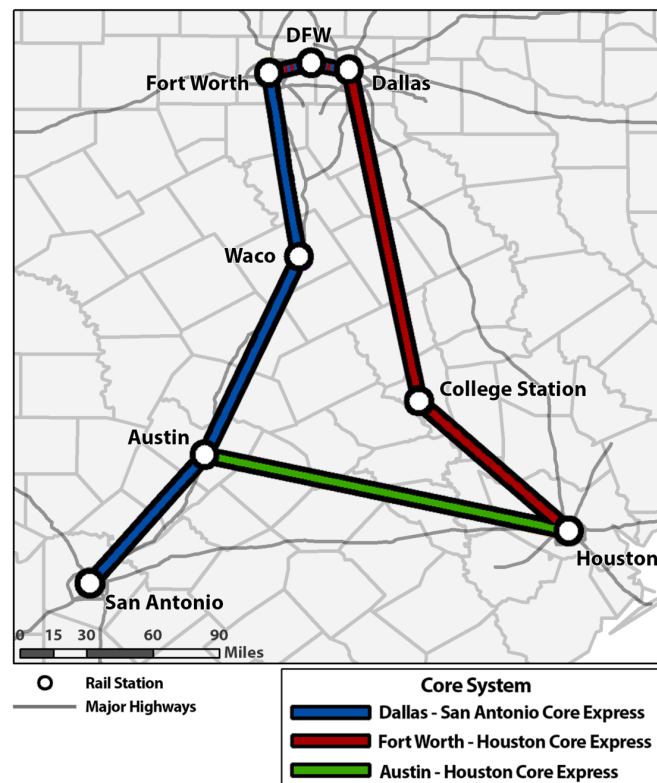 DFW
Fort Worth
Dallas
Waco
College Station
Austin
Houston
San Antonio
0 15 30 60 90
Miles
Rail Station
Major Highways
Core System
Dallas - San Antonio Core Express
Fort Worth - Houston Core Express
Austin - Houston Core Express